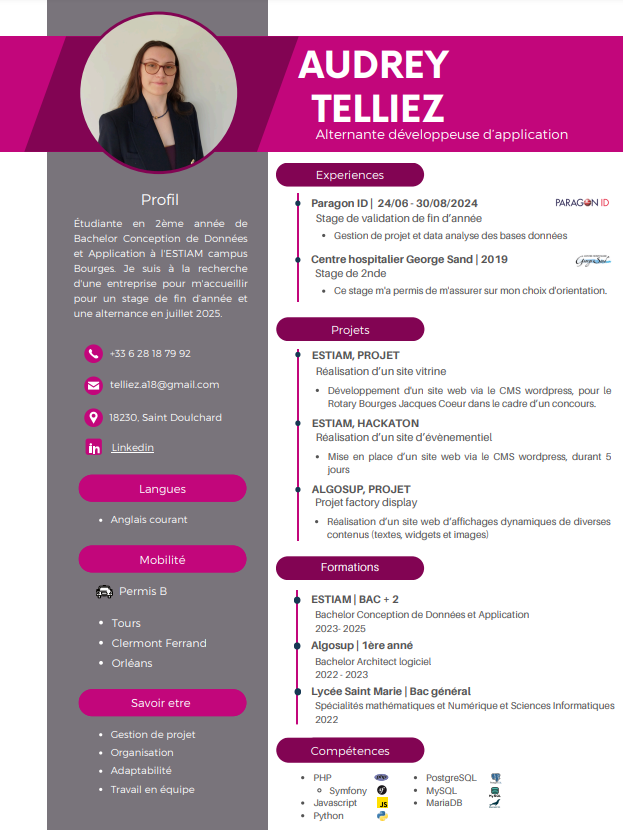 AUDREY
TELLIEZ
Alternante développeuse d'application
Profil
Étudiante en 2ème année de
Bachelor Conception de Données
et Application à l'ESTIAM campus
Bourges. Je suis à la recherche
d'une entreprise pour m'accueillir
pour un stage de fin d'année et
une alternance en juillet 2025.
+33 6 28 18 79 92
telliez.a18@gmail.com
18230, Saint Doulchard
in
Linkedin
Langues
Anglais courant
Mobilité
Permis B
Tours
Clermont Ferrand
Orléans
Savoir etre
Gestion de projet
Organisation
Adaptabilité
Travail en équipe
Experiences
Paragon ID | 24/06 - 30/08/2024
PARAGON ID
Stage de validation de fin d'année
Gestion de projet et data analyse des bases données
Centre hospitalier George Sand | 2019
George Sand
Stage de 2nde
Ce stage m'a permis de m'assurer sur mon choix d'orientation.
Projets
ESTIAM, PROJET
Réalisation d'un site vitrine
Développement d'un site web via le CMS wordpress, pour le
Rotary Bourges Jacques Coeur dans le cadre d'un concours.
ESTIAM, HACKATON
Réalisation d'un site d'évènementiel
Mise en place d'un site web via le CMS wordpress, durant 5
jours
ALGOSUP, PROJET
Projet factory display
Réalisation d'un site web d'affichages dynamiques de diverses
contenus (textes, widgets et images)
Formations
ESTIAM | BAC + 2
Bachelor Conception de Données et Application
2023- 2025
Algosup | 1ère anné
Bachelor Architect logiciel
2022 - 2023
Lycée Saint Marie | Bac général
Spécialités mathématiques et Numérique et Sciences Informatiques
2022
Compétences
PHP
Symfony
Javascript
JS
Python
PostgreSQL
MySQL
MariaDB